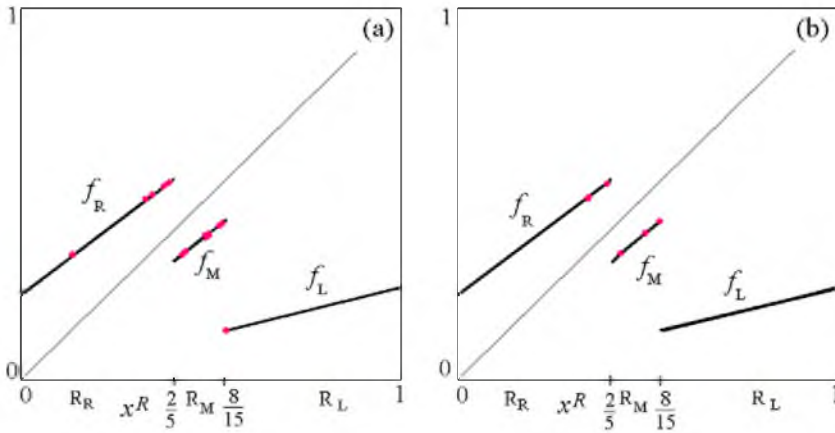 1 (a)
f_R
f_M
f_L
0
0 R_R x^R 2/5 R_M 8/15 R_L 1
1 (b)
f_R
f_M
f_L
0
0 R_R x^R 2/5 R_M 8/15 R_L 1